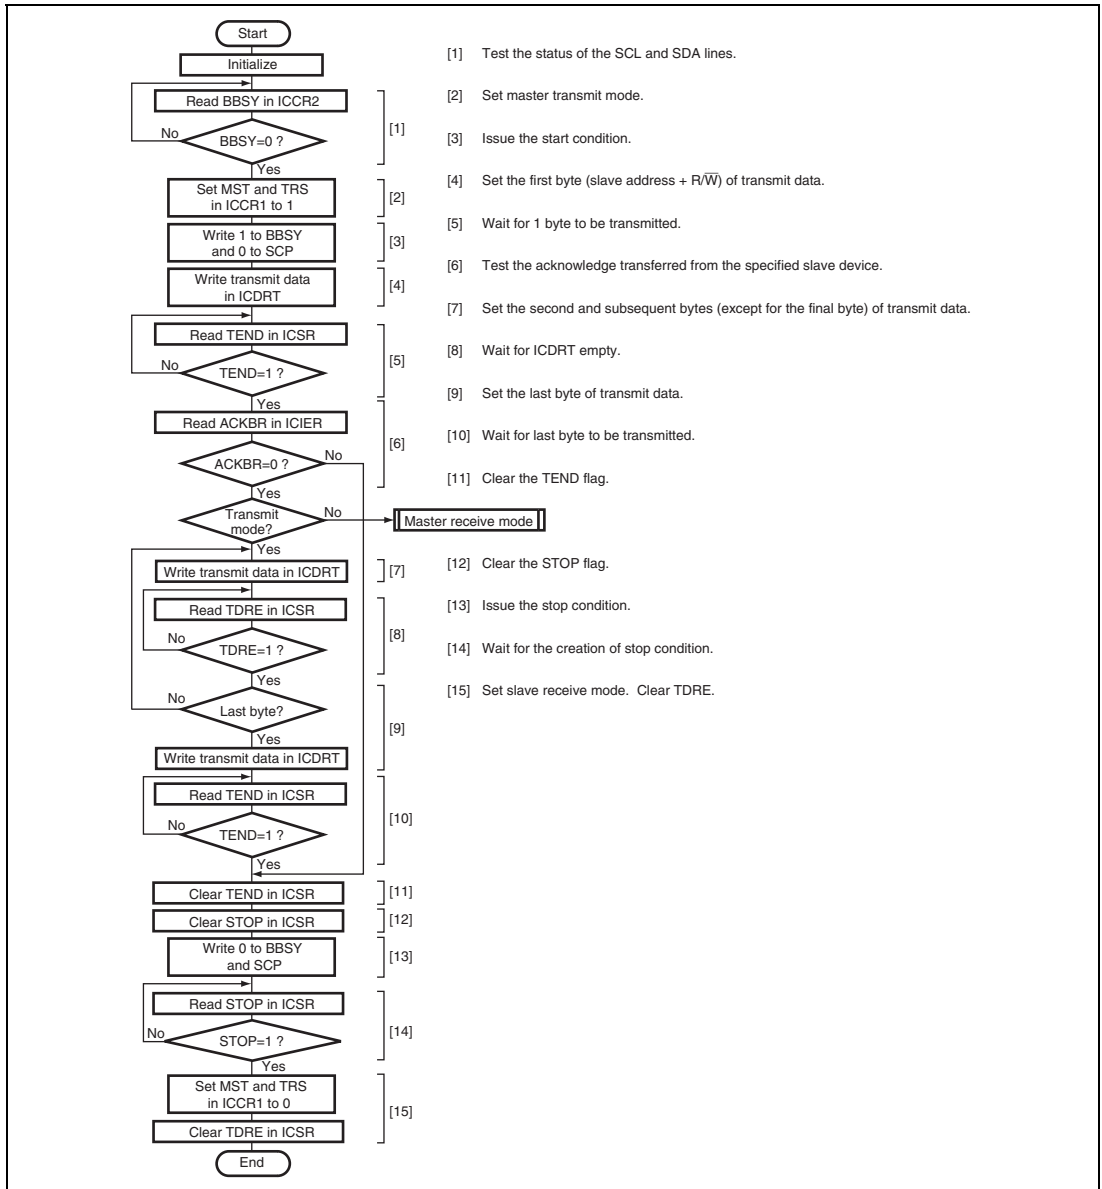 Start
Initialize
Read BBSY in ICCR2
BBSY=0 ?
No
Yes
[1]
Set MST and TRS
in ICCR1 to 1
[2]
Write 1 to BBSY
and 0 to SCP
[3]
Write transmit data
in ICDRT
[4]
Read TEND in ICSR
No
TEND=1 ?
Yes
[5]
Read ACKBR in ICIER
ACKBR=0 ?
No
Yes
[6]
Transmit
mode?
No
Master receive mode
Yes
Write transmit data in ICDRT
[7]
Read TDRE in ICSR
No
TDRE=1 ?
Yes
[8]
No
Last byte?
Yes
Write transmit data in ICDRT
[9]
Read TEND in ICSR
No
TEND=1 ?
Yes
[10]
Clear TEND in ICSR
[11]
Clear STOP in ICSR
[12]
Write 0 to BBSY
and SCP
[13]
Read STOP in ICSR
No
STOP=1 ?
Yes
[14]
Set MST and TRS
in ICCR1 to 0
Clear TDRE in ICSR
[15]
End
[1] Test the status of the SCL and SDA lines.
[2] Set master transmit mode.
[3] Issue the start condition.
[4] Set the first byte (slave address + R/W̅) of transmit data.
[5] Wait for 1 byte to be transmitted.
[6] Test the acknowledge transferred from the specified slave device.
[7] Set the second and subsequent bytes (except for the final byte) of transmit data.
[8] Wait for ICDRT empty.
[9] Set the last byte of transmit data.
[10] Wait for last byte to be transmitted.
[11] Clear the TEND flag.
[12] Clear the STOP flag.
[13] Issue the stop condition.
[14] Wait for the creation of stop condition.
[15] Set slave receive mode. Clear TDRE.